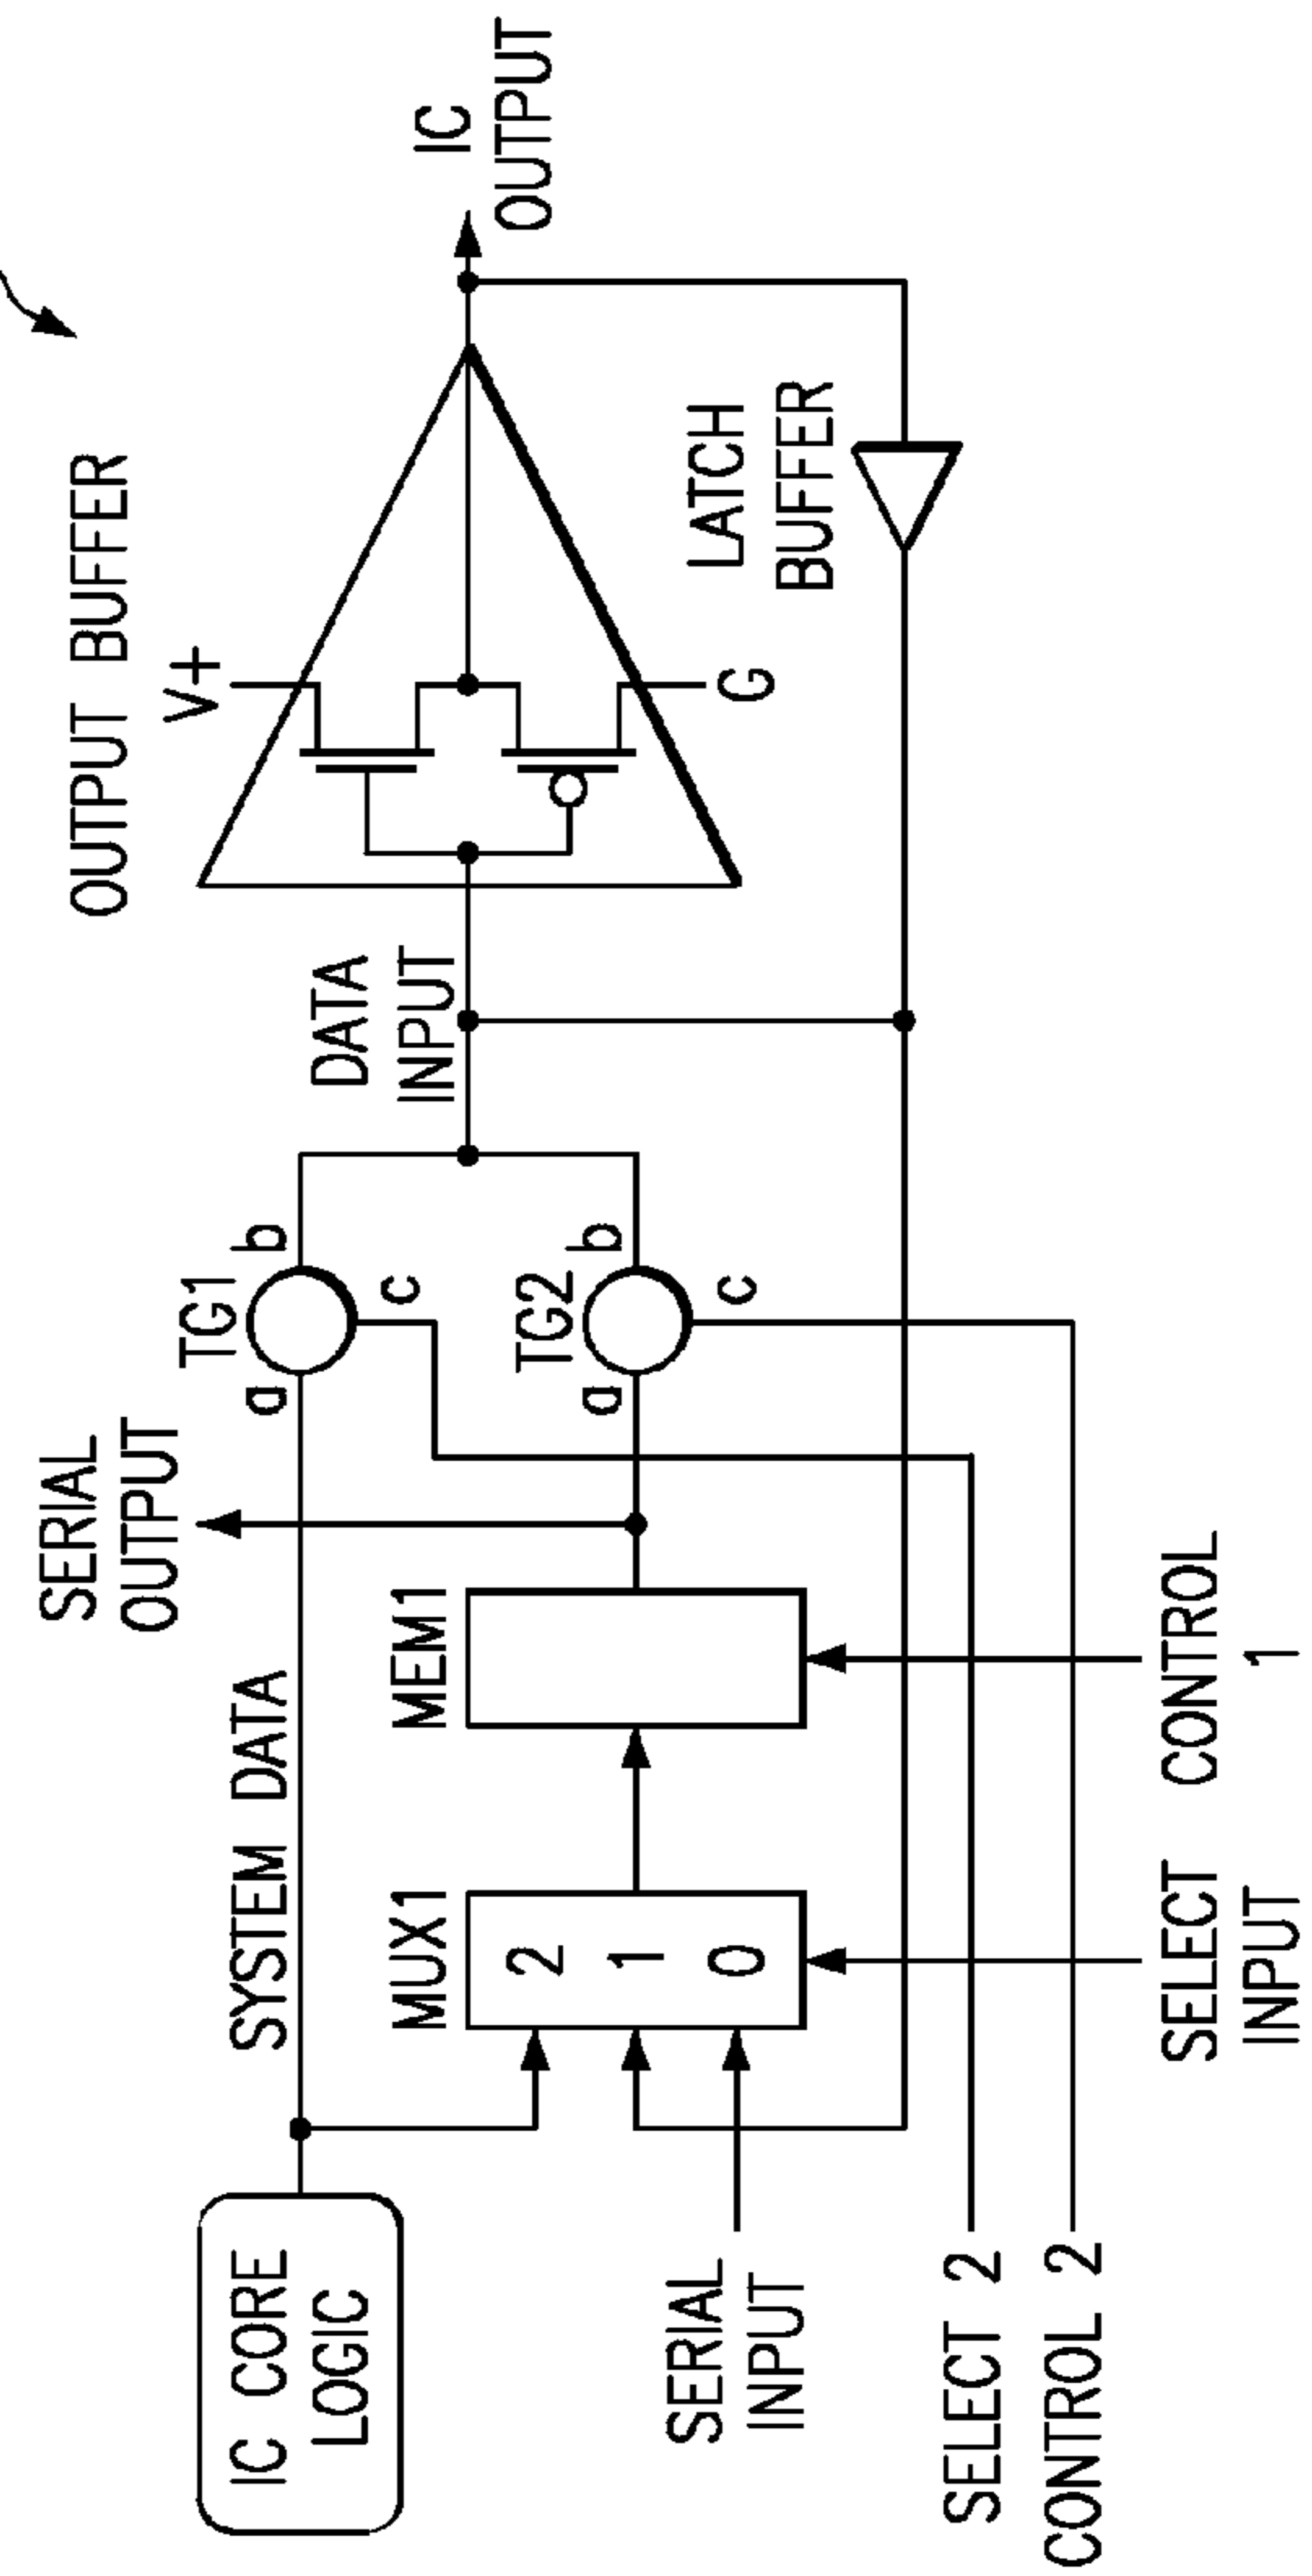 IC CORE
LOGIC
SYSTEM DATA
SERIAL
OUTPUT
MUX1
2
1
0
MEM1
a
TG1
b
c
a
TG2
b
c
DATA
INPUT
OUTPUT BUFFER
V+
G
IC
OUTPUT
LATCH
BUFFER
SERIAL
INPUT
SELECT 2
CONTROL 2
SELECT
INPUT
CONTROL
1